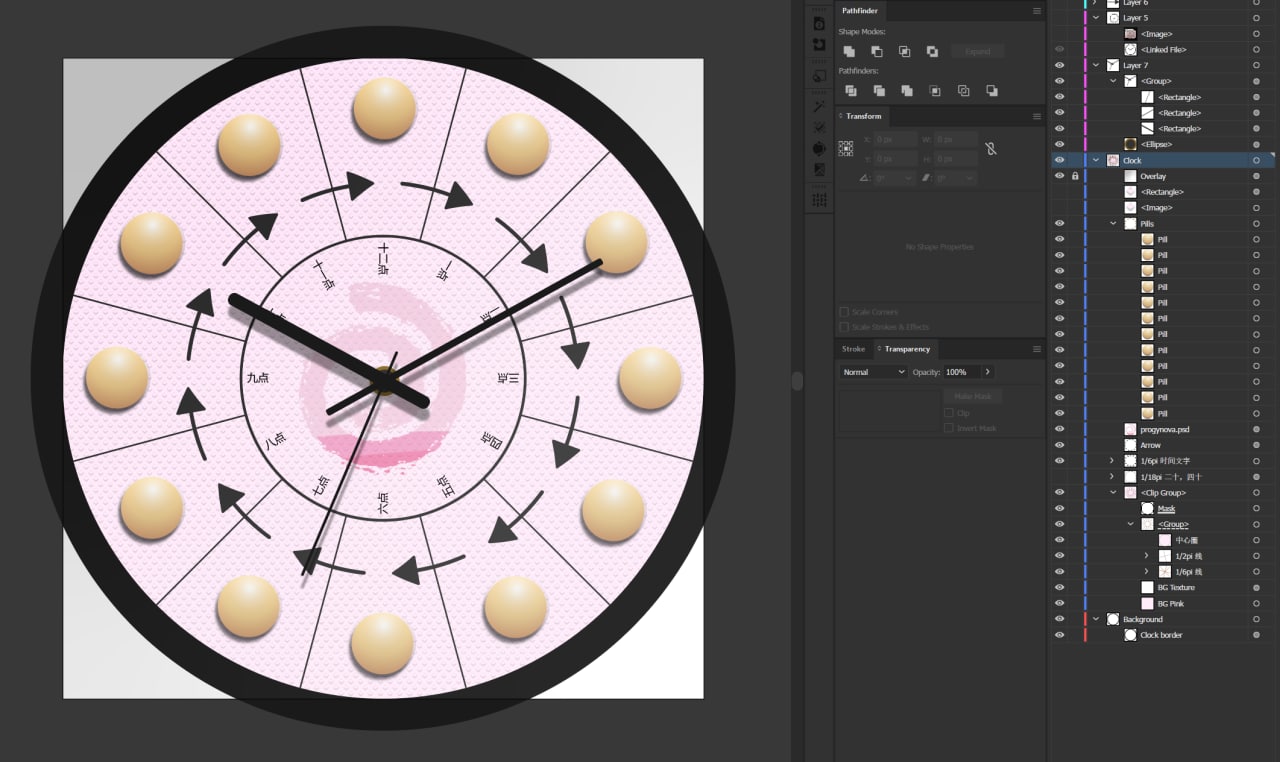 十二点
一点
二点
三点
四点
五点
六点
七点
八点
九点
十一点
Pathfinder
Shape Modes:
Expand
Pathfinders:
Transform
X: 0 px W: 0 px
Y: 0 px H: 0 px
0° 0°
No Shape Properties
Scale Corners
Scale Strokes & Effects
Stroke Transparency
Normal Opacity: 100%
Make Mask
Clip
Invert Mask
Layer 6
Layer 5
<Image>
<Linked File>
Layer 7
<Group>
<Rectangle>
<Rectangle>
<Rectangle>
<Ellipse>
Clock
Overlay
<Rectangle>
<Image>
Pills
Pill
Pill
Pill
Pill
Pill
Pill
Pill
Pill
Pill
Pill
Pill
Pill
progynova.psd
Arrow
1/6pi 时间文字
1/18pi 二十，四十
<Clip Group>
Mask
<Group>
中心圈
1/2pi 线
1/6pi 线
BG Texture
BG Pink
Background
Clock border